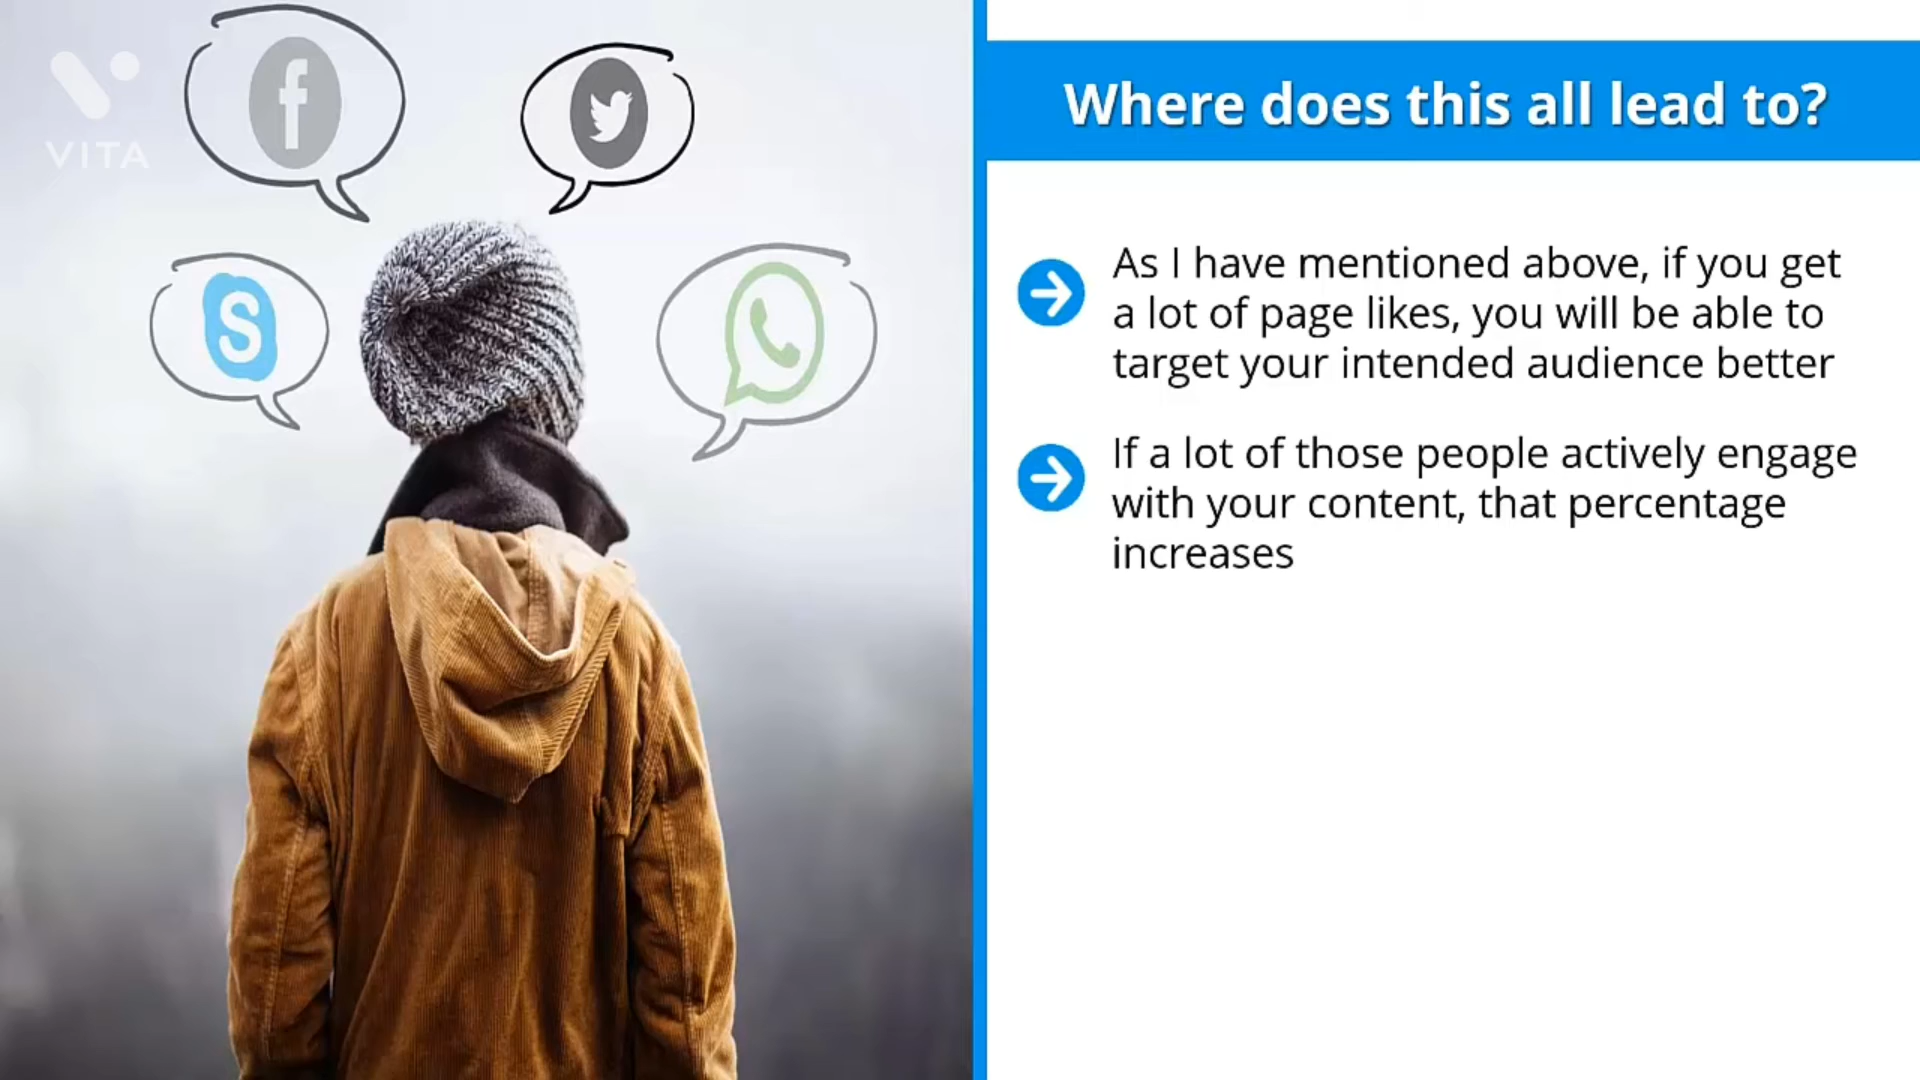 VITA
Where does this all lead to?
As I have mentioned above, if you get
a lot of page likes, you will be able to
target your intended audience better
If a lot of those people actively engage
with your content, that percentage
increases